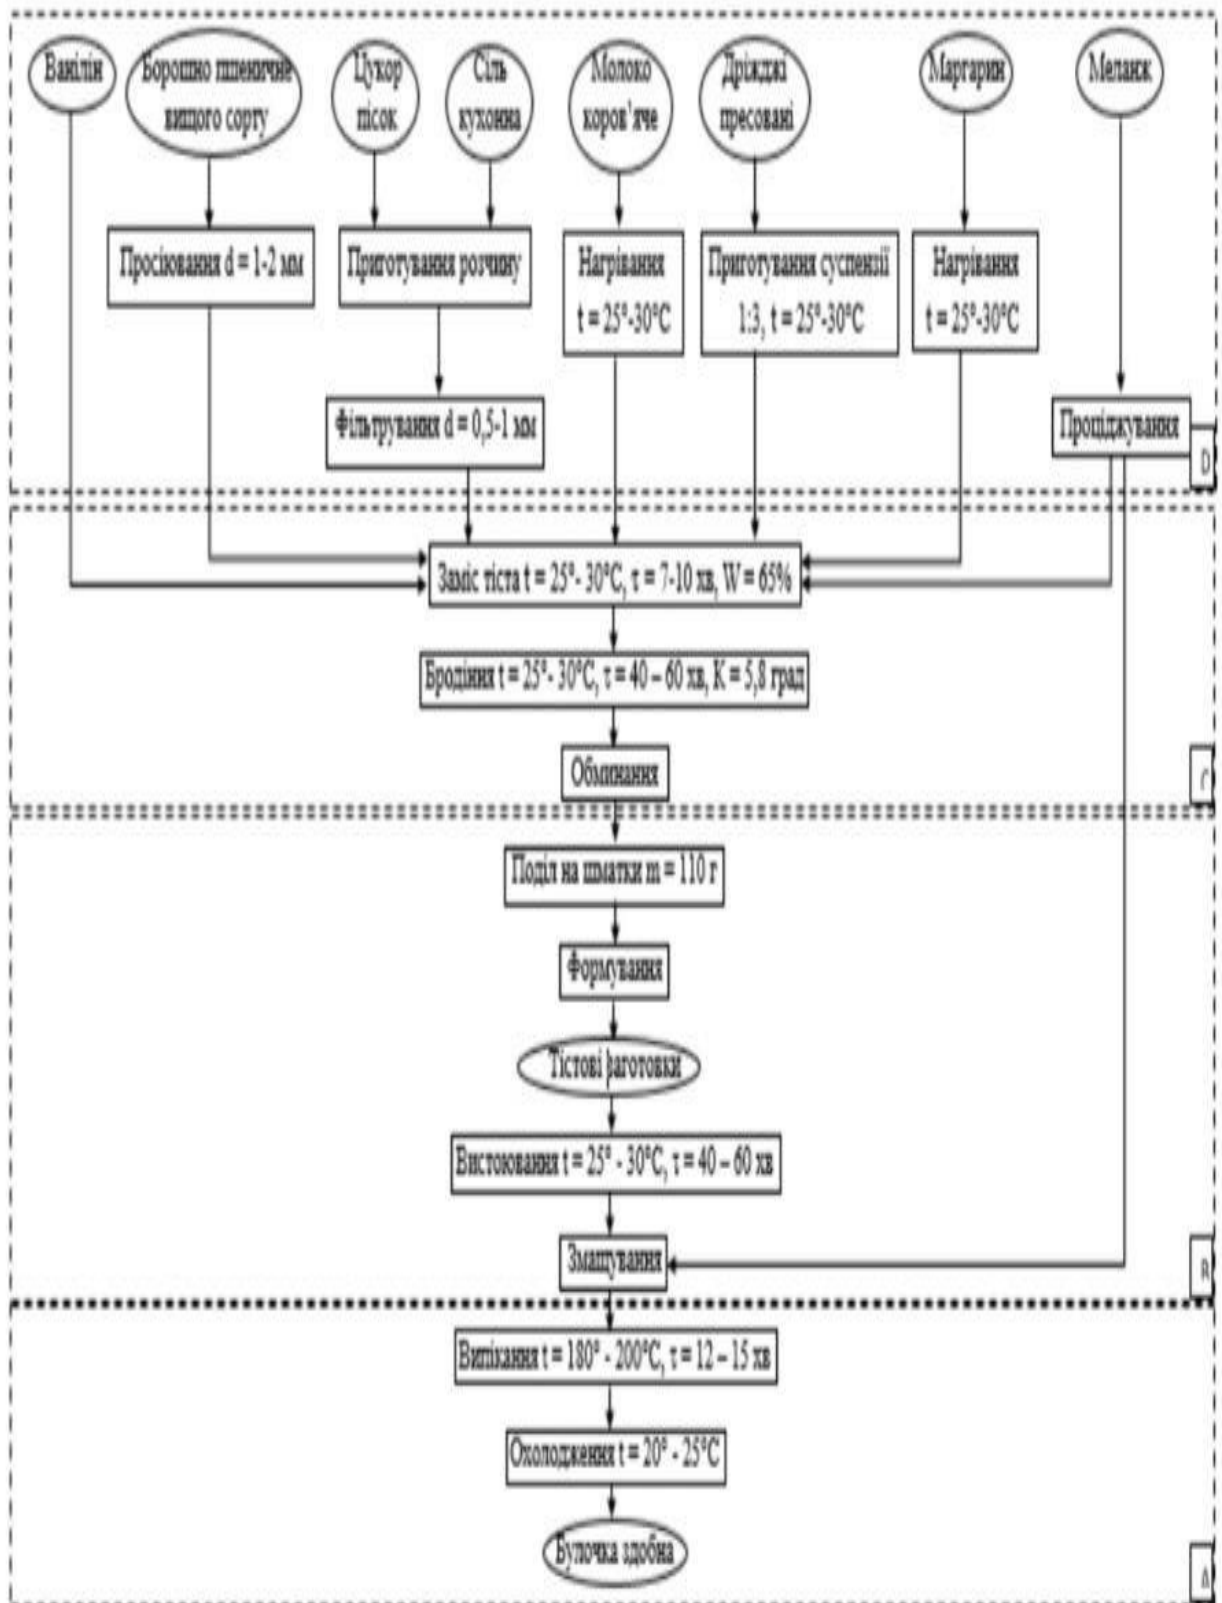 Ванілін
Борошно пшеничне
вищого сорту
Цукор
пісок
Сіль
кухонна
Молоко
коров'яче
Дріжджі
пресовані
Маргарин
Меланж
Просіювання d = 1-2 мм
Приготування розчину
Нагрівання
t = 25°-30°C
Приготування суспензії
1:3, t = 25°-30°C
Нагрівання
t = 25°-30°C
Фільтрування d = 0,5-1 мм
Проціджування
D
Заміс тіста t = 25°- 30°C, τ = 7-10 хв, W = 65%
Бродіння t = 25°- 30°C, τ = 40 – 60 хв, K = 5,8 град
Обминання
C
Поділ на шматки m = 110 г
Формування
Тістові заготовки
Вистоювання t = 25° - 30°C, τ = 40 – 60 хв
Змащування
B
Випікання t = 180° - 200°C, τ = 12 – 15 хв
Охолодження t = 20° - 25°C
Булочка здобна
A